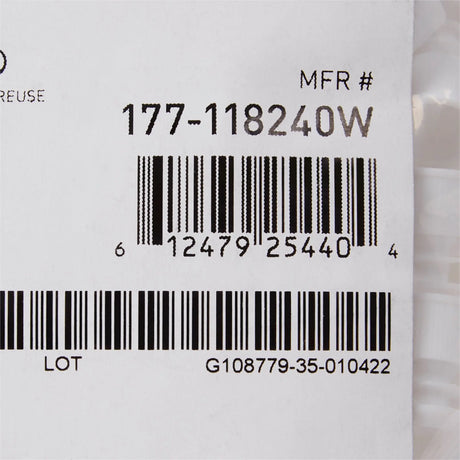 REUSE
MFR #
177-118240W
6 12479 25440 4
LOT G108779-35-010422